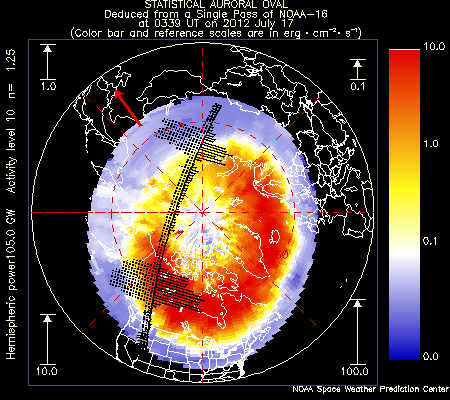 STATISTICAL AURORAL OVAL
Deduced from a Single Pass of NOAA-16
at 0339 UT on 2012 July 17
(Color bar and reference scales are in erg · cm⁻² · s⁻¹)
1.0
0.1
10.0
100.0
Hemispheric power105.0 GW Activity level 10 n= 1.25
10.0
1.0
0.1
0.0
NOAA Space Weather Prediction Center